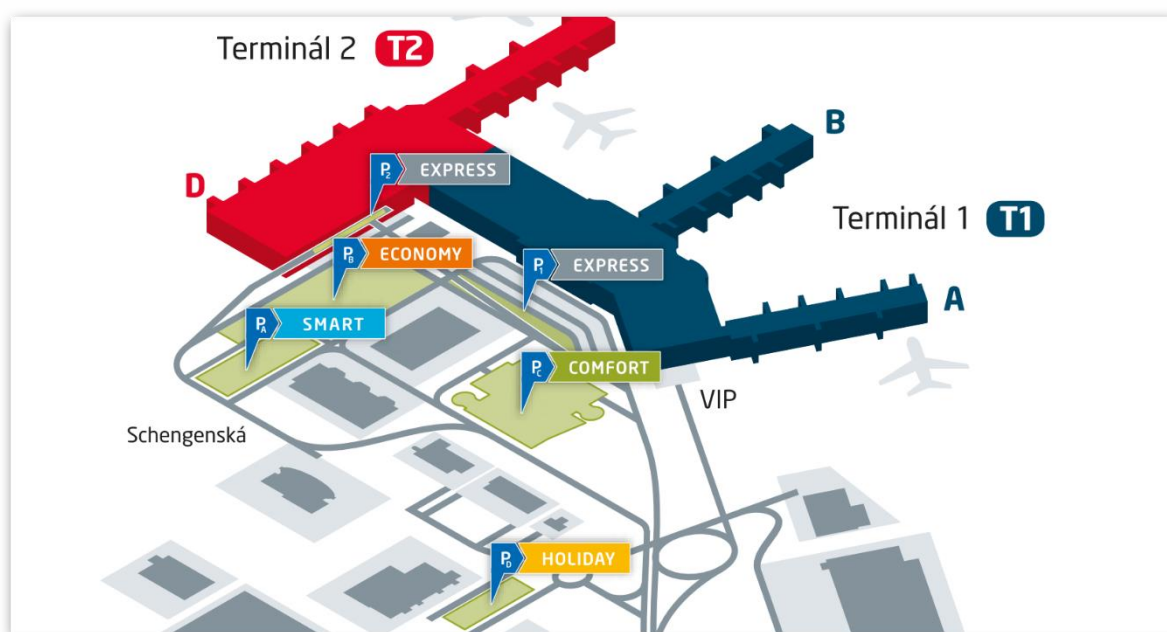 Terminál 2 T2
B
D
P2 EXPRESS
Terminál 1 T1
PB ECONOMY
P1 EXPRESS
A
PA SMART
PC COMFORT
VIP
Schengenská
PD HOLIDAY